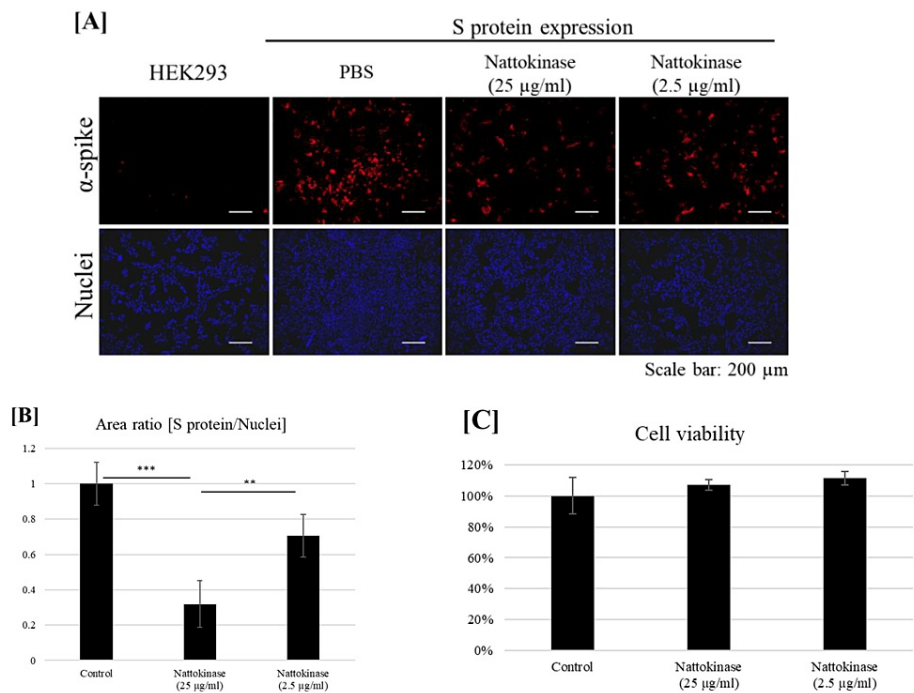 [A]
S protein expression
HEK293
PBS
Nattokinase
(25 µg/ml)
Nattokinase
(2.5 µg/ml)
α-spike
Nuclei
Scale bar: 200 µm
[B]
Area ratio [S protein/Nuclei]
1.2
1
0.8
0.6
0.4
0.2
0
***
**
Control
Nattokinase
(25 µg/ml)
Nattokinase
(2.5 µg/ml)
[C]
Cell viability
120%
100%
80%
60%
40%
20%
0%
Control
Nattokinase
(25 µg/ml)
Nattokinase
(2.5 µg/ml)